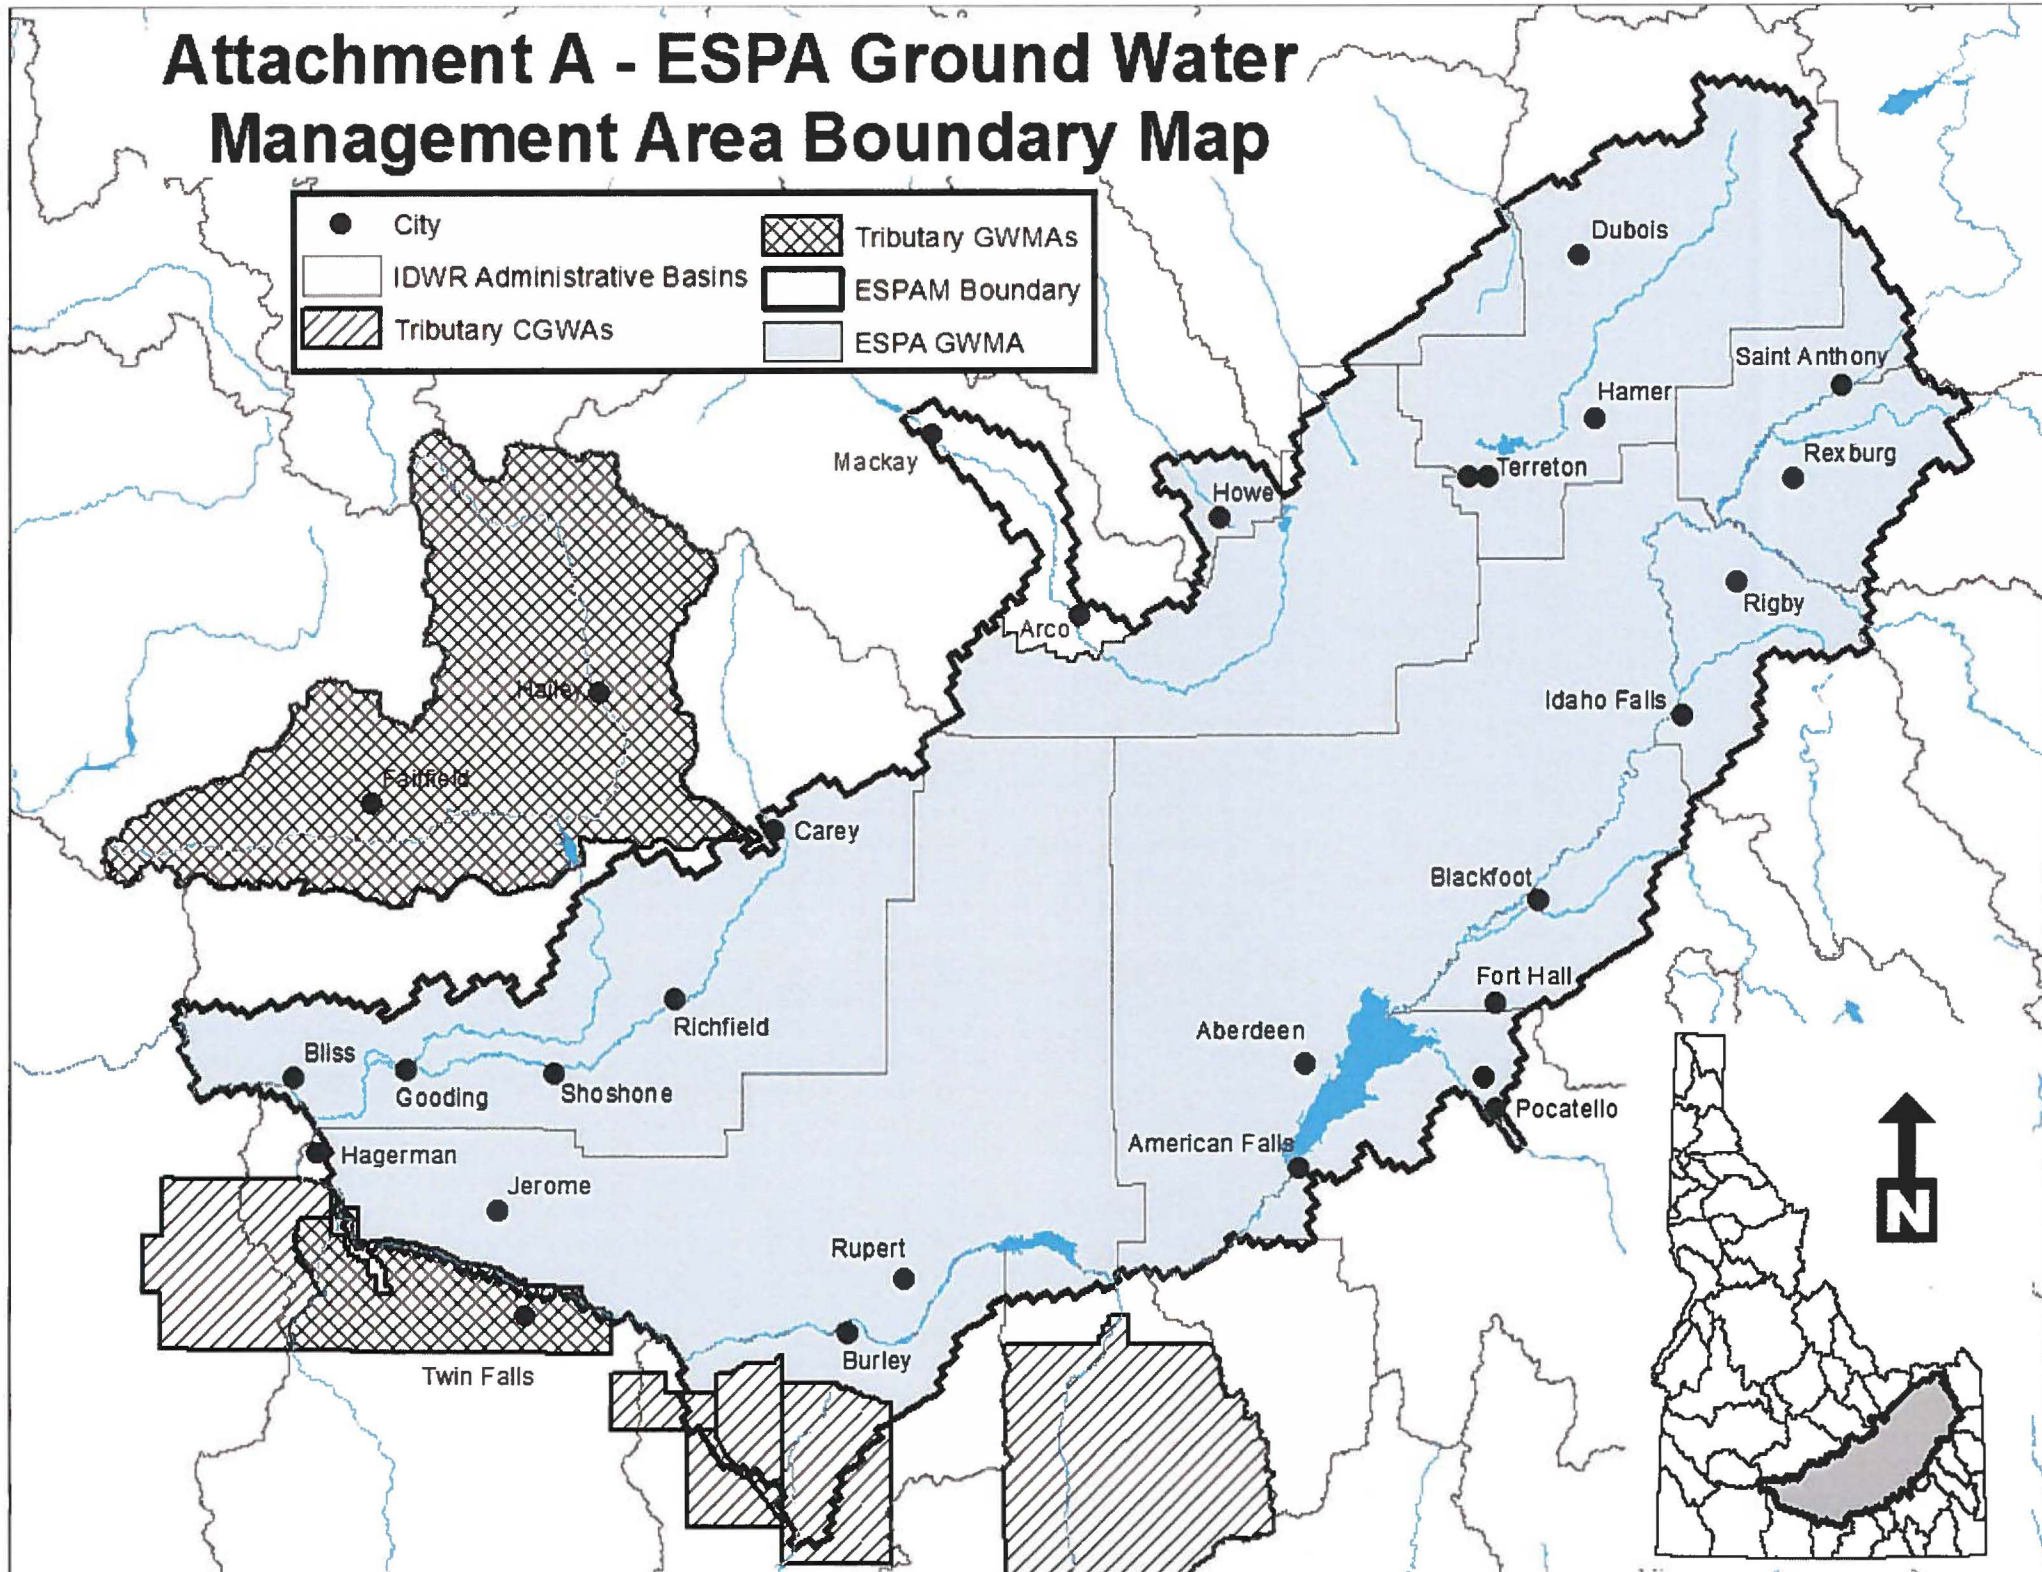 Attachment A - ESPA Ground Water
Management Area Boundary Map
City
IDWR Administrative Basins
Tributary CGWAs
Tributary GWMAs
ESPAM Boundary
ESPA GWMA
Dubois
Saint Anthony
Hamer
Mackay
Terreton
Rexburg
Howe
Rigby
Arco
Hailey
Idaho Falls
Fairfield
Carey
Blackfoot
Fort Hall
Richfield
Aberdeen
Bliss
Gooding
Shoshone
Pocatello
American Falls
Hagerman
Jerome
N
Rupert
Burley
Twin Falls